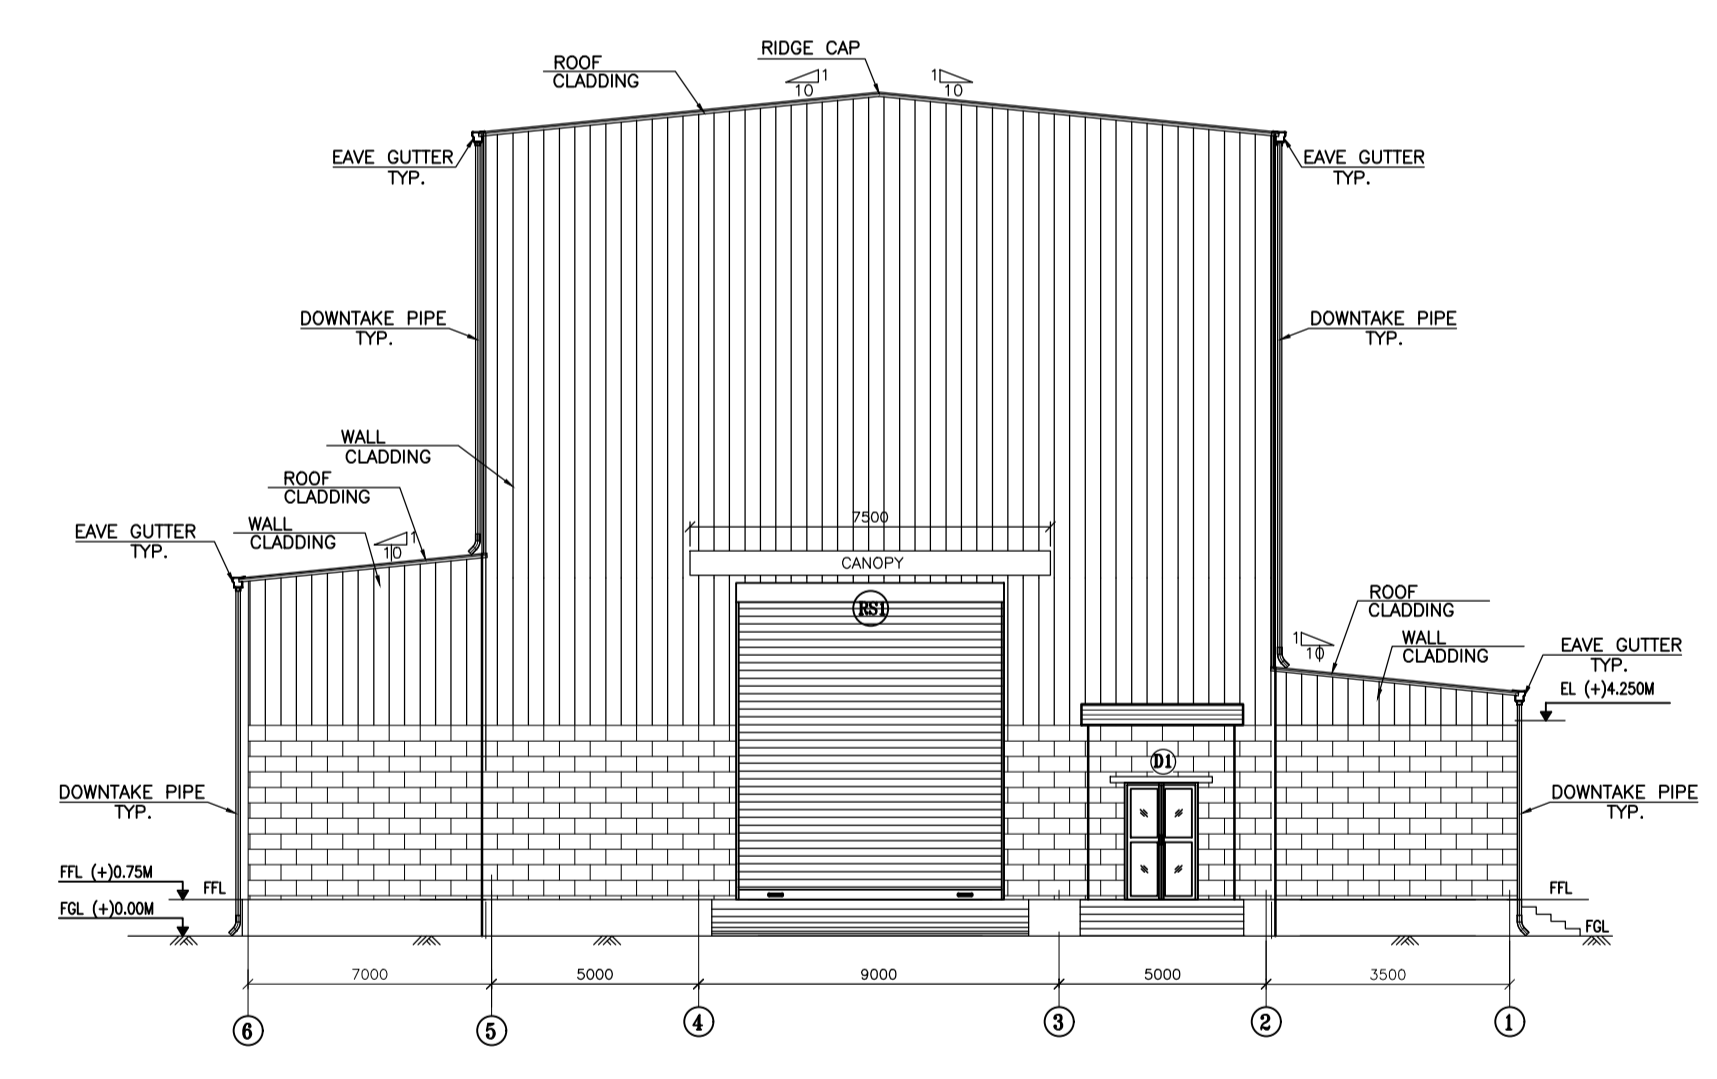 RIDGE CAP
ROOF
CLADDING
1
10
1
10
EAVE GUTTER
TYP.
EAVE GUTTER
TYP.
DOWNTAKE PIPE
TYP.
DOWNTAKE PIPE
TYP.
WALL
CLADDING
ROOF
CLADDING
WALL
CLADDING
1
10
EAVE GUTTER
TYP.
7500
CANOPY
RS1
ROOF
CLADDING
WALL
CLADDING
1
10
EAVE GUTTER
TYP.
EL (+)4.250M
D1
DOWNTAKE PIPE
TYP.
DOWNTAKE PIPE
TYP.
FFL (+)0.75M
FFL
FFL
FGL (+)0.00M
FGL
7000
5000
9000
5000
3500
6
5
4
3
2
1